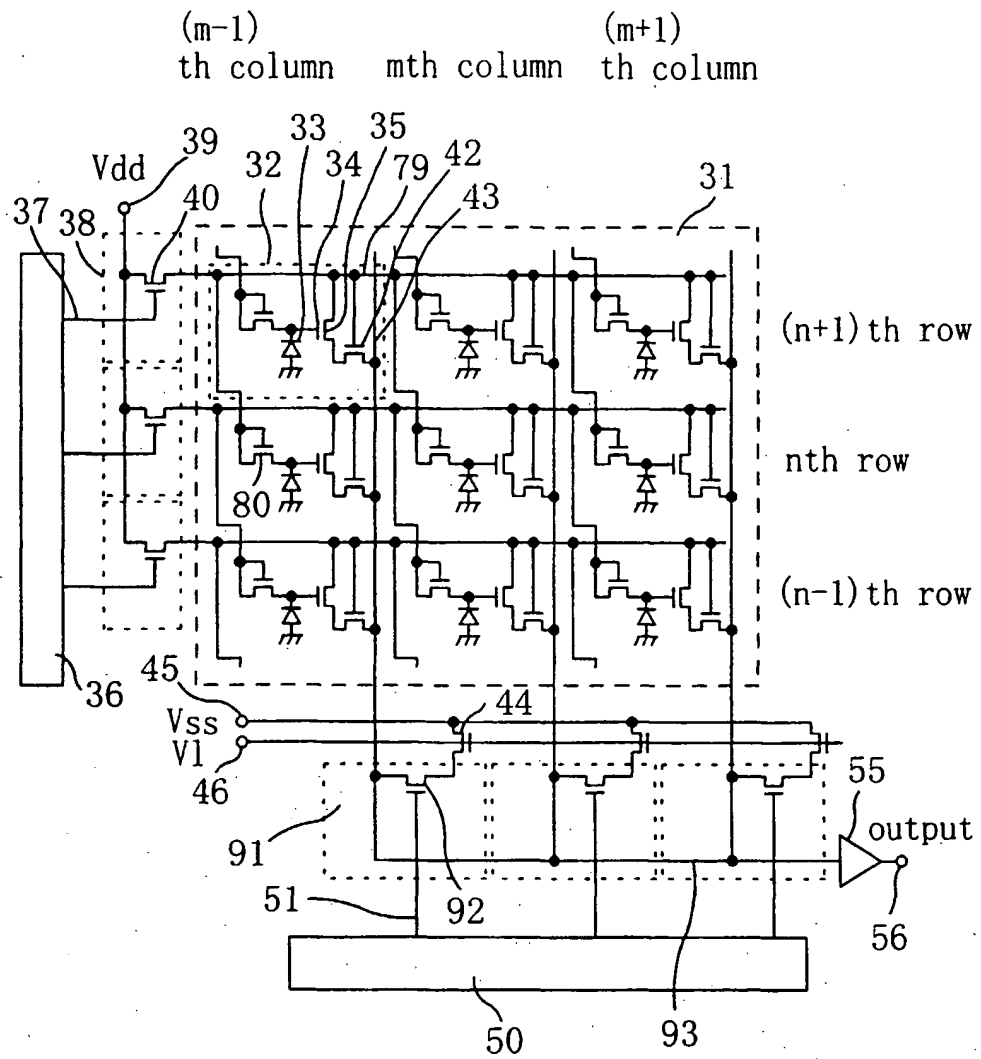 (m-1)
th column
mth column
(m+1)
th column
Vdd
39
33
35
32
34
79
42
31
37
38
40
43
(n+1)th row
nth row
80
(n-1)th row
36
45
44
Vss
Vl
46
55
output
91
92
51
56
93
50